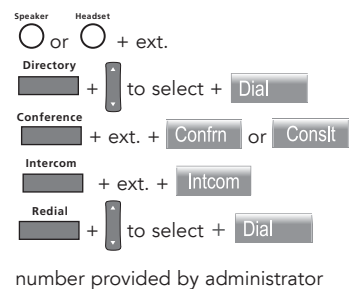 Speaker Headset
or + ext.
Directory
+ to select + Dial
Conference
+ ext. + Confrn or Conslt
Intercom
+ ext. + Intcom
Redial
+ to select + Dial
number provided by administrator